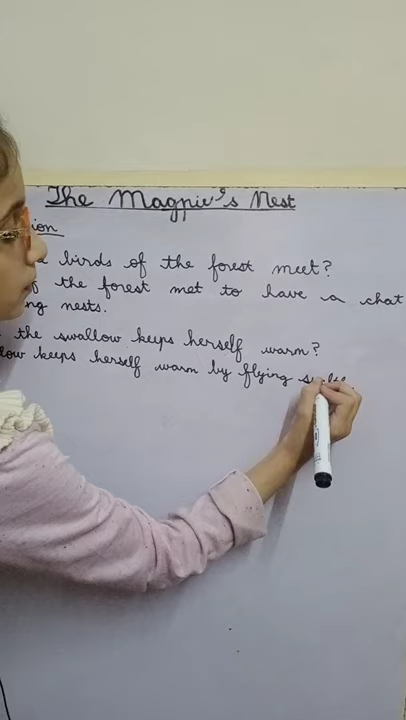 The Magpie's Nest
ion
birds of the forest meet?
the forest met to have a chat
ng nests.
the swallow keeps herself warm?
low keeps herself warm by flying